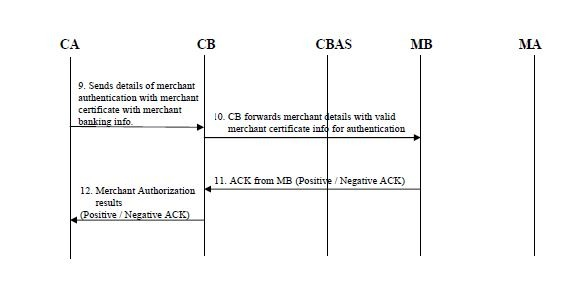 CA CB CBAS MB MA
9. Sends details of merchant
authentication with merchant
certificate with merchant
banking info.
10. CB forwards merchant details with valid
merchant certificate info for authentication
11. ACK from MB (Positive / Negative ACK)
12. Merchant Authorization
results
(Positive / Negative ACK)